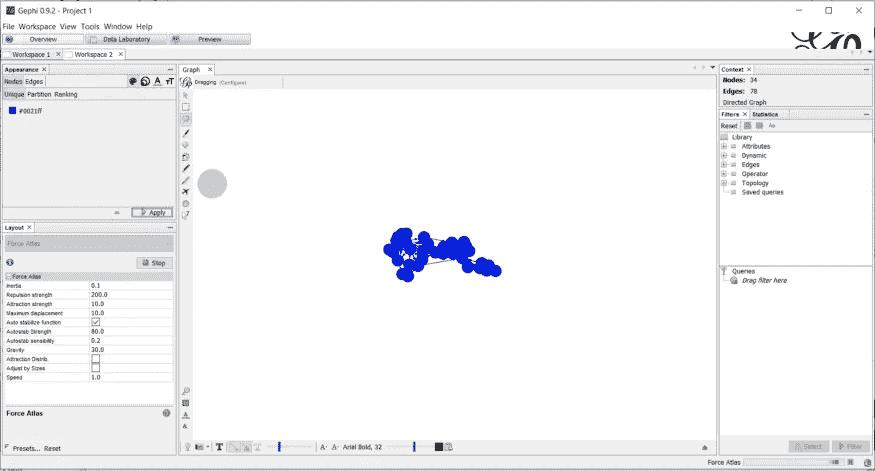 Gephi 0.9.2 - Project 1
File Workspace View Tools Window Help
Overview Data Laboratory Preview
Workspace 1 Workspace 2
Appearance
Nodes Edges
Unique Partition Ranking
#0021ff
Apply
Layout
Force Atlas
Stop
Force Atlas
Inertia 0.1
Repulsion strength 200.0
Attraction strength 10.0
Maximum displacement 10.0
Auto stabilize function
Autostab Strength 80.0
Autostab sensibility 0.2
Gravity 30.0
Attraction Distrib.
Adjust by Sizes
Speed 1.0
Force Atlas
Presets... Reset
Graph
Dragging (Configure)
Arial Bold, 32
Context
Nodes: 34
Edges: 78
Directed Graph
Filters Statistics
Reset
Library
Attributes
Dynamic
Edges
Operator
Topology
Saved queries
Queries
Drag filter here
Select Filter
Force Atlas